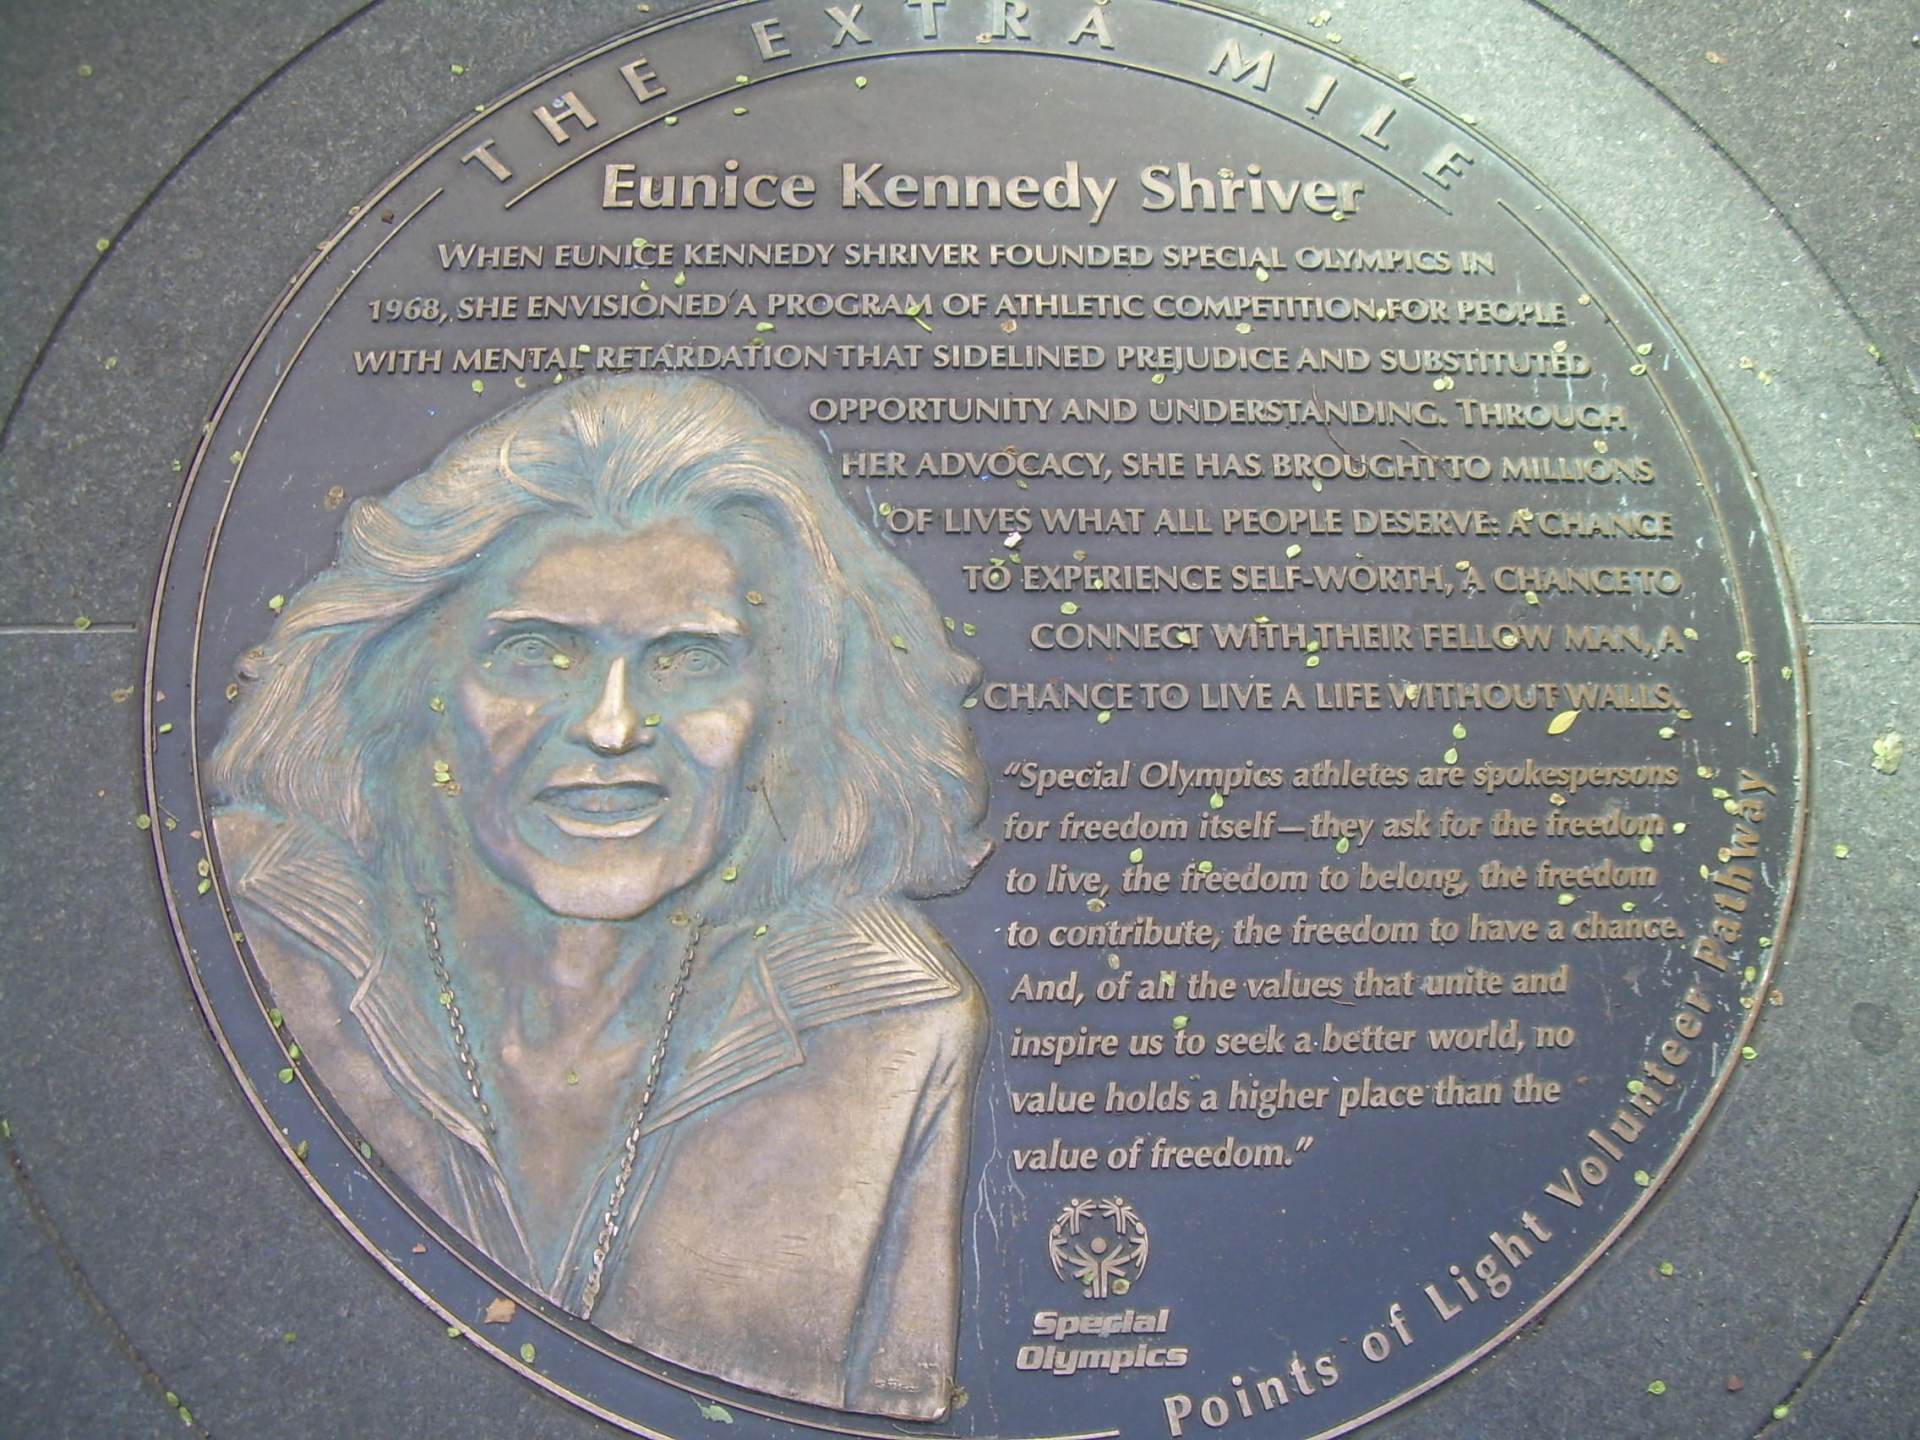 THE EXTRA MILE
Eunice Kennedy Shriver
WHEN EUNICE KENNEDY SHRIVER FOUNDED SPECIAL OLYMPICS IN
1968, SHE ENVISIONED A PROGRAM OF ATHLETIC COMPETITION FOR PEOPLE
WITH MENTAL RETARDATION THAT SIDELINED PREJUDICE AND SUBSTITUTED
OPPORTUNITY AND UNDERSTANDING. THROUGH
HER ADVOCACY, SHE HAS BROUGHT TO MILLIONS
OF LIVES WHAT ALL PEOPLE DESERVE: A CHANCE
TO EXPERIENCE SELF-WORTH, A CHANCE TO
CONNECT WITH THEIR FELLOW MAN, A
CHANCE TO LIVE A LIFE WITHOUT WALLS.
“Special Olympics athletes are spokespersons
for freedom itself—they ask for the freedom
to live, the freedom to belong, the freedom
to contribute, the freedom to have a chance.
And, of all the values that unite and
inspire us to seek a better world, no
value holds a higher place than the
value of freedom.”
Special
Olympics
Points of Light Volunteer Pathway